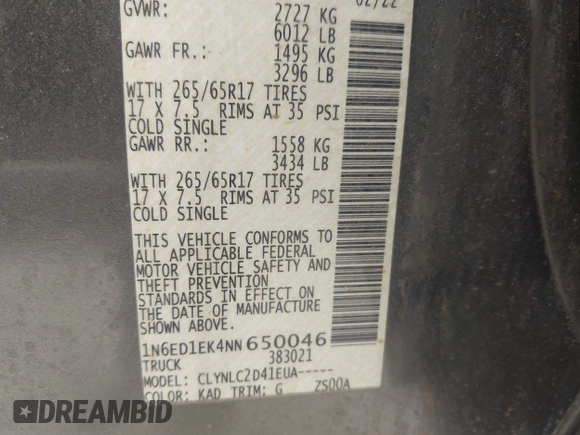 02/22
GVWR: 2727 KG
6012 LB
GAWR FR.: 1495 KG
3296 LB
WITH 265/65R17 TIRES
17 X 7.5 RIMS AT 35 PSI
COLD SINGLE
GAWR RR.: 1558 KG
3434 LB
WITH 265/65R17 TIRES
17 X 7.5 RIMS AT 35 PSI
COLD SINGLE
THIS VEHICLE CONFORMS TO
ALL APPLICABLE FEDERAL
MOTOR VEHICLE SAFETY AND
THEFT PREVENTION
STANDARDS IN EFFECT ON
THE DATE OF MANUFACTURE
SHOWN ABOVE.
1N6ED1EK4NN650046
TRUCK 383021
MODEL: CLYNLC2D41EUA-----
COLOR: KAD TRIM: G ZS00A
DREAMBID